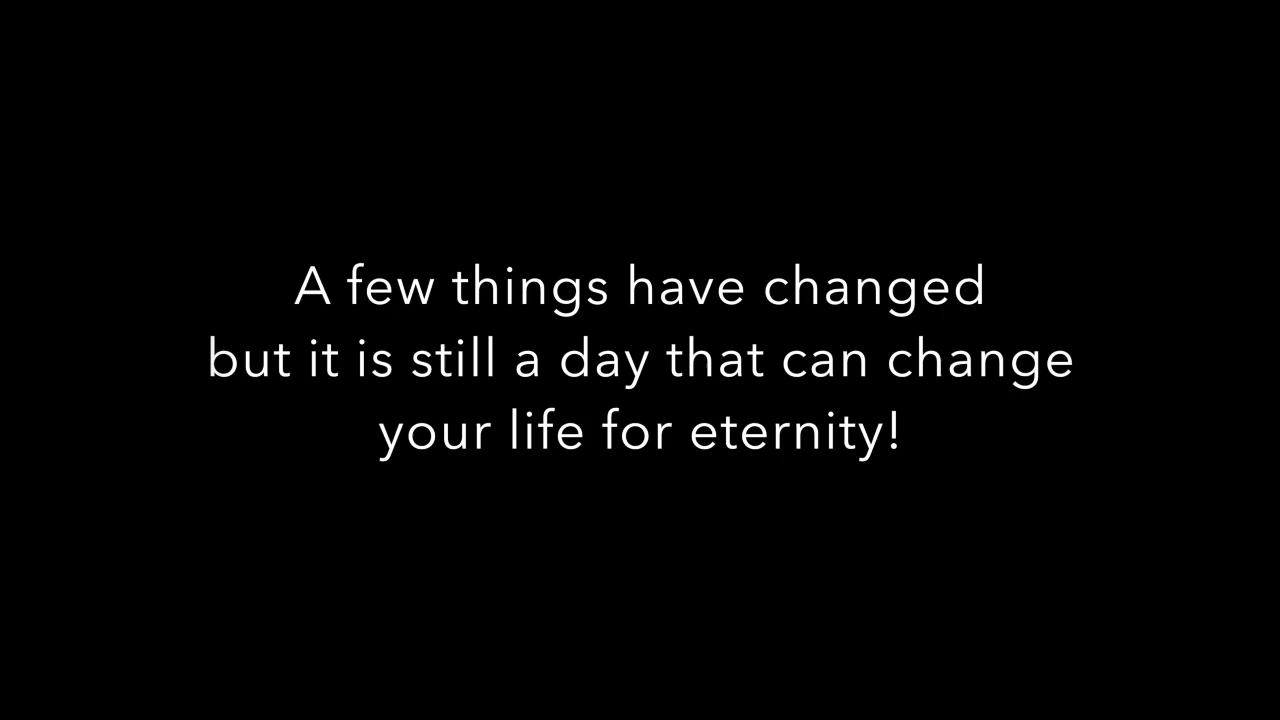 A few things have changed
but it is still a day that can change
your life for eternity!